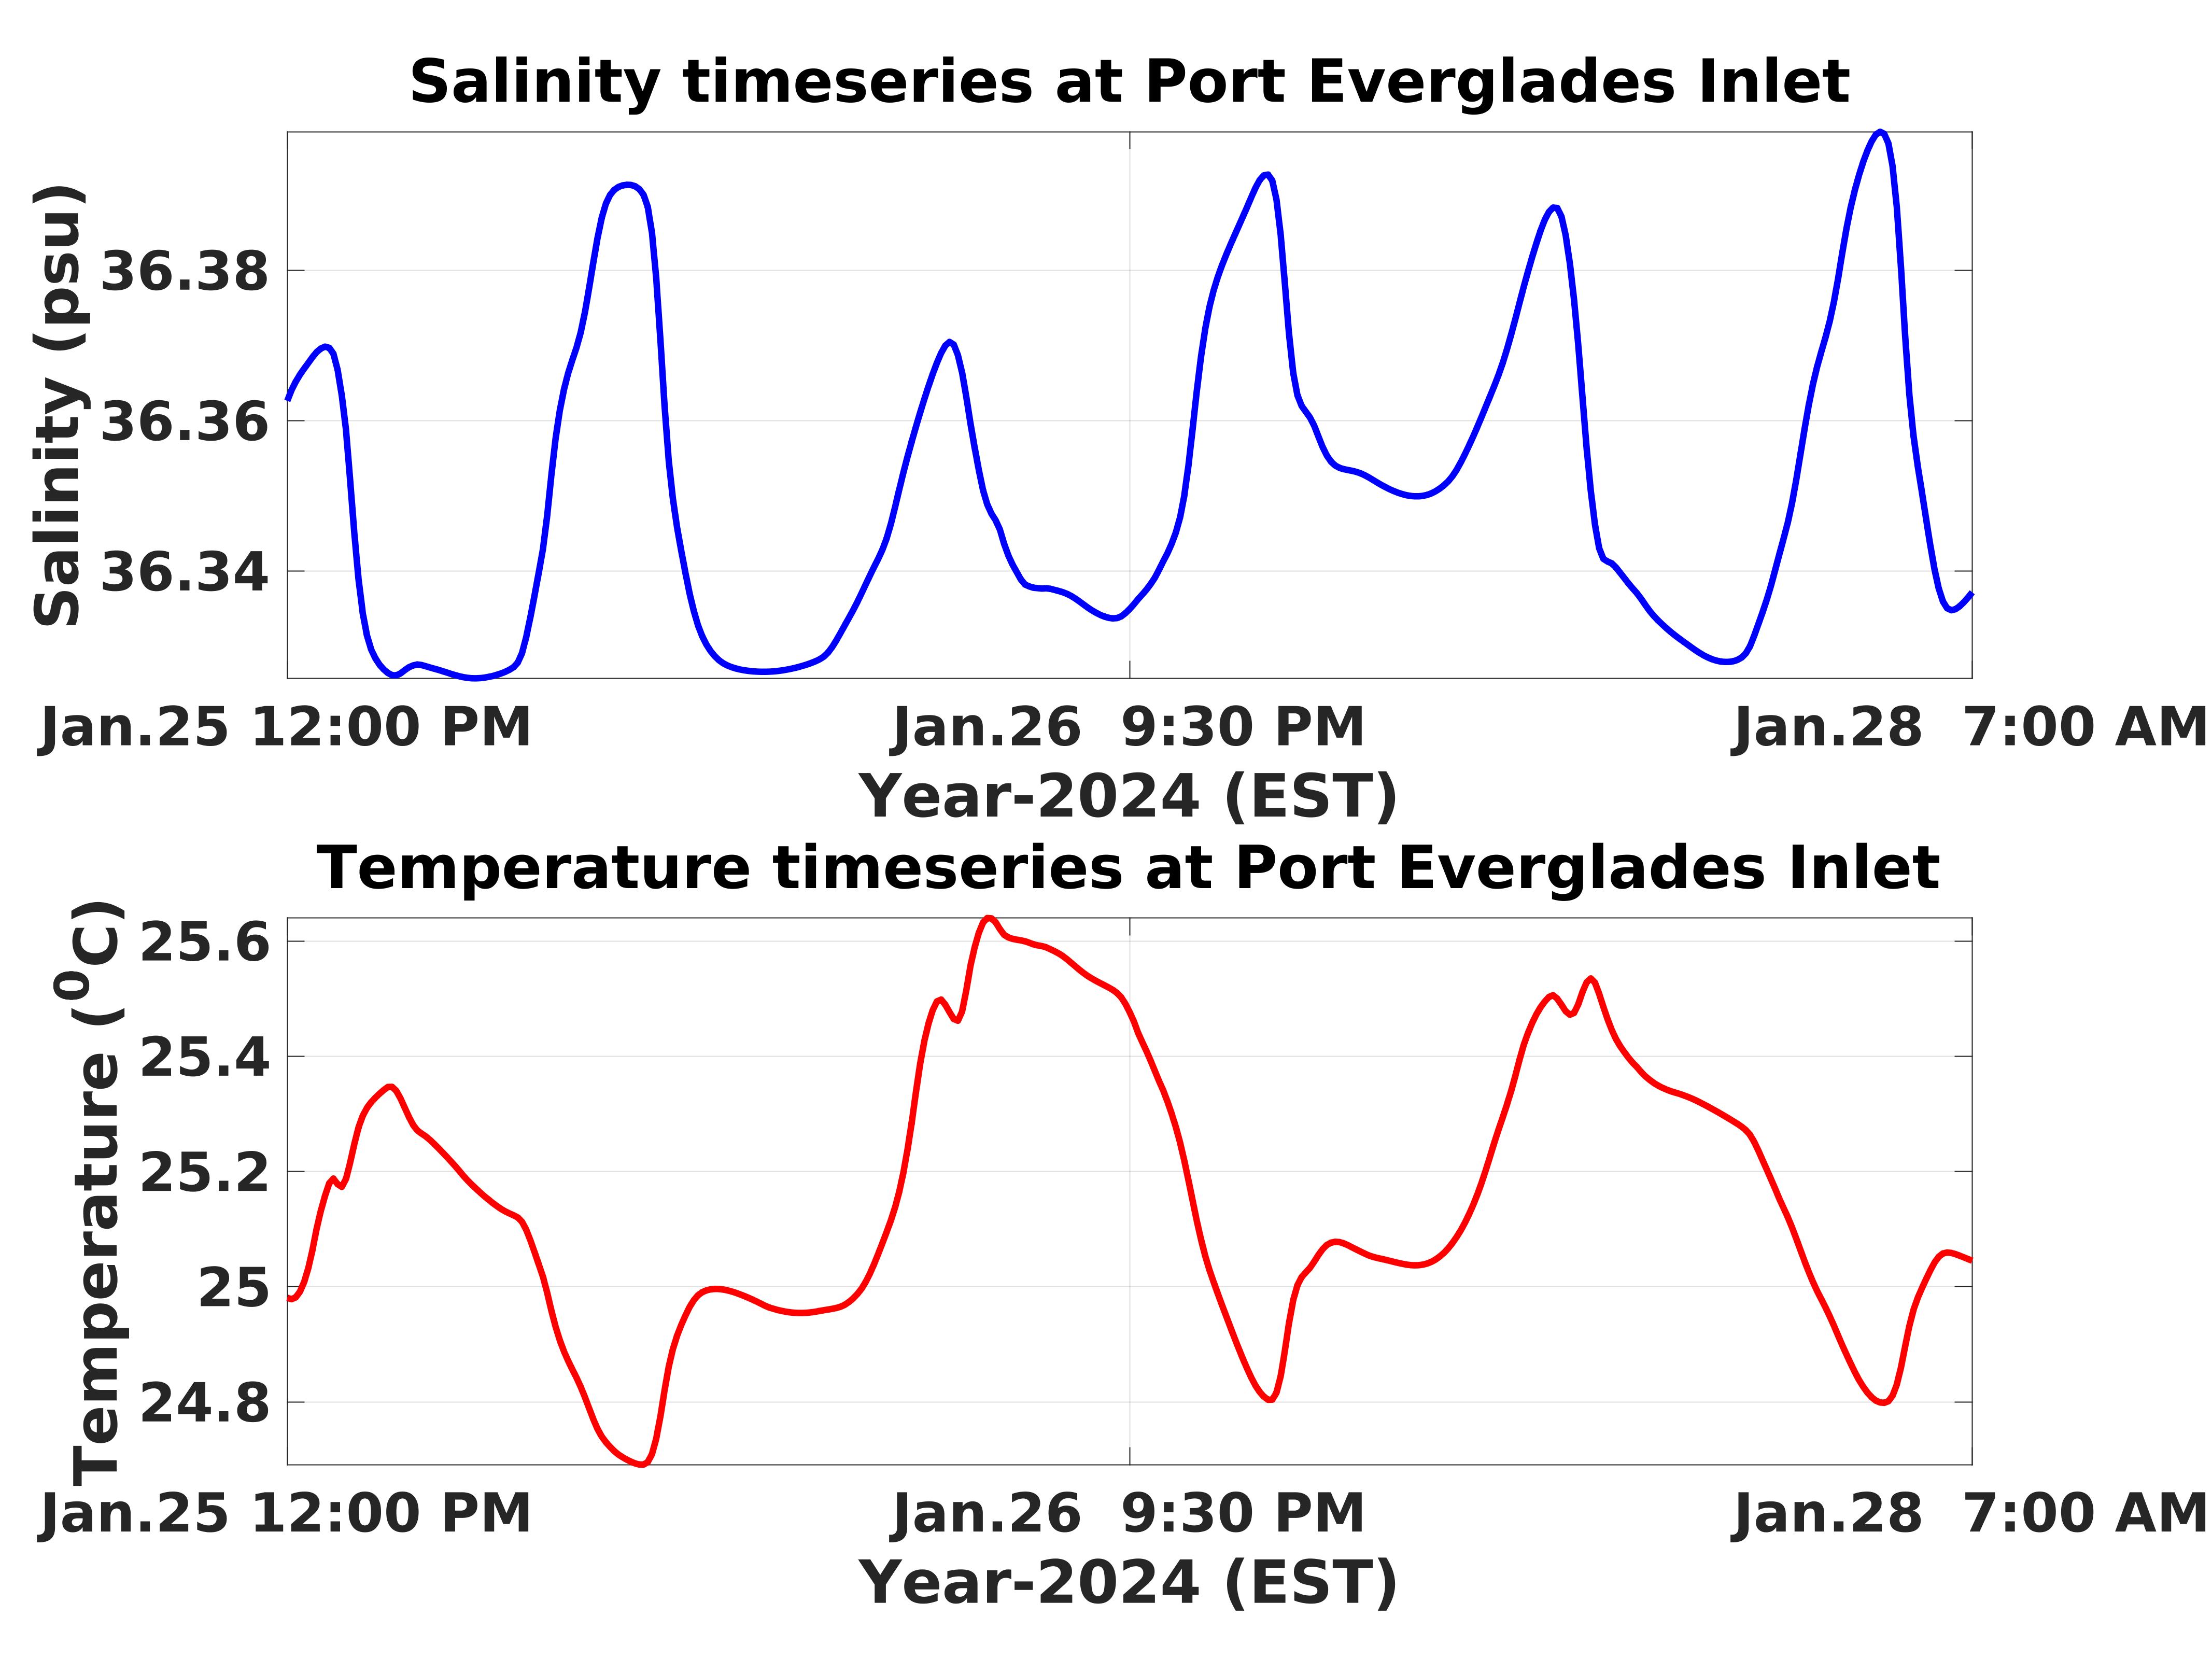 Salinity timeseries at Port Everglades Inlet
Salinity (psu)
36.38
36.36
36.34
Jan.25 12:00 PM Jan.26  9:30 PM Jan.28  7:00 AM
Year-2024 (EST)
Temperature timeseries at Port Everglades Inlet
Temperature (⁰C)
25.6
25.4
25.2
25
24.8
Jan.25 12:00 PM Jan.26  9:30 PM Jan.28  7:00 AM
Year-2024 (EST)